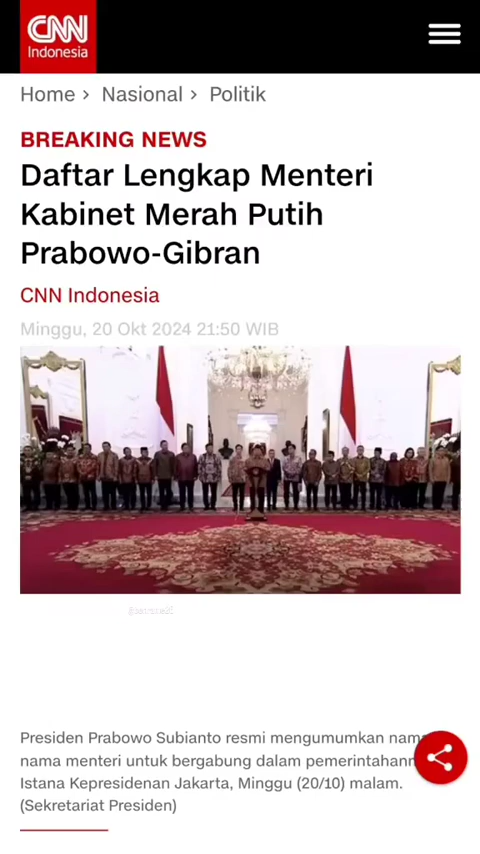 CNN
Indonesia
Home › Nasional › Politik
BREAKING NEWS
Daftar Lengkap Menteri
Kabinet Merah Putih
Prabowo-Gibran
CNN Indonesia
Minggu, 20 Okt 2024 21:50 WIB
Presiden Prabowo Subianto resmi mengumumkan nam
nama menteri untuk bergabung dalam pemerintahann
Istana Kepresidenan Jakarta, Minggu (20/10) malam.
(Sekretariat Presiden)